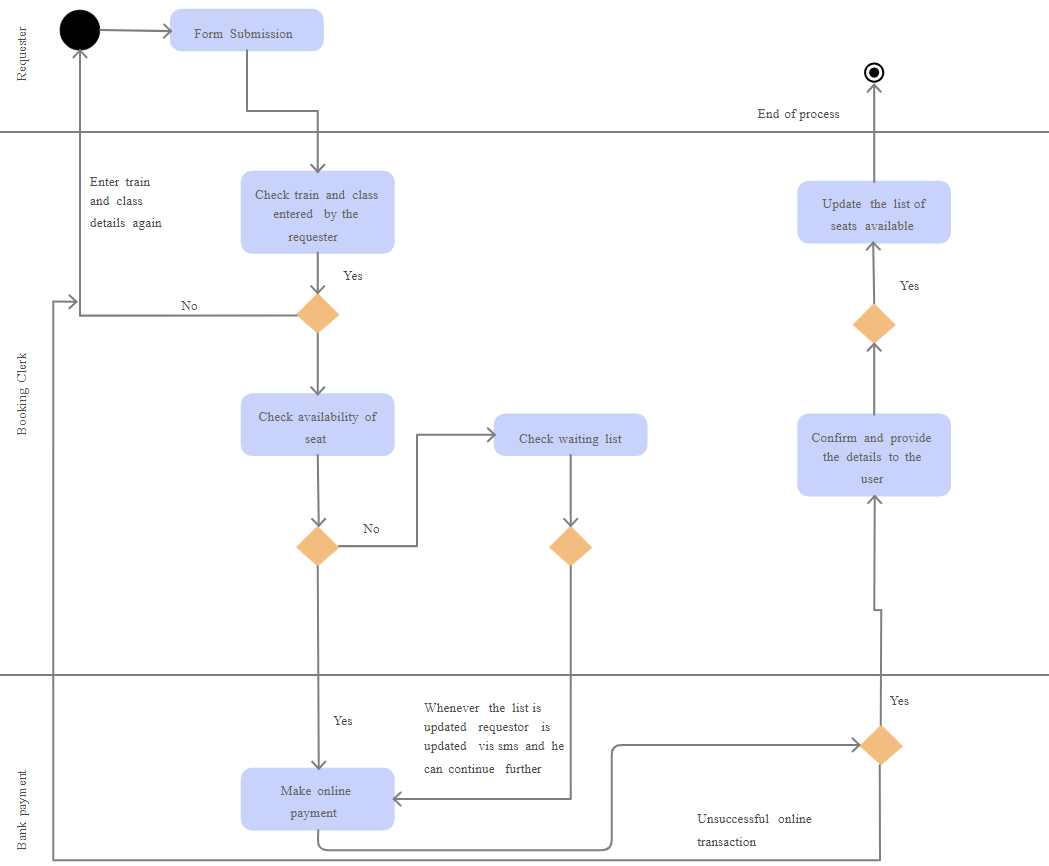 Requester
Form Submission
End of process
Enter train
and class
details again
Check train and class
entered by the
requester
Update the list of
seats available
Yes
Yes
No
Booking Clerk
Check availability of
seat
Check waiting list
Confirm and provide
the details to the
user
No
Yes
Whenever the list is
updated requestor is
updated vis sms and he
can continue further
Yes
Bank payment
Make online
payment
Unsuccessful online
transaction